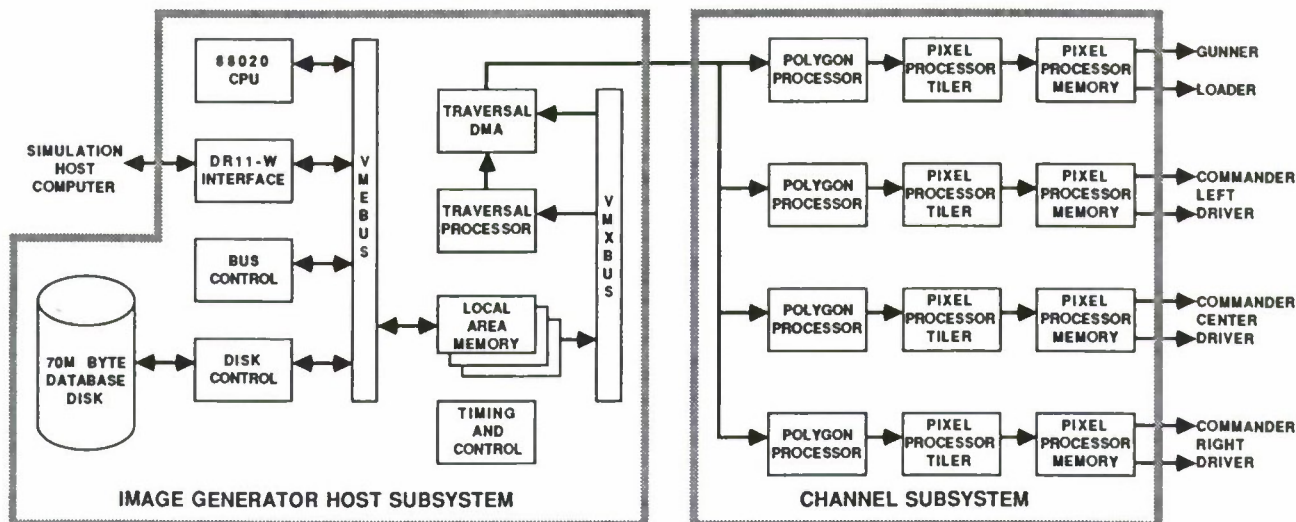 88020
CPU
SIMULATION
HOST
COMPUTER
DR11-W
INTERFACE
BUS
CONTROL
70M BYTE
DATABASE
DISK
DISK
CONTROL
VMEBUS
TRAVERSAL
DMA
TRAVERSAL
PROCESSOR
LOCAL
AREA
MEMORY
TIMING
AND
CONTROL
VMXBUS
IMAGE GENERATOR HOST SUBSYSTEM
POLYGON
PROCESSOR
PIXEL
PROCESSOR
TILER
PIXEL
PROCESSOR
MEMORY
GUNNER
LOADER
POLYGON
PROCESSOR
PIXEL
PROCESSOR
TILER
PIXEL
PROCESSOR
MEMORY
COMMANDER
LEFT
DRIVER
POLYGON
PROCESSOR
PIXEL
PROCESSOR
TILER
PIXEL
PROCESSOR
MEMORY
COMMANDER
CENTER
DRIVER
POLYGON
PROCESSOR
PIXEL
PROCESSOR
TILER
PIXEL
PROCESSOR
MEMORY
COMMANDER
RIGHT
DRIVER
CHANNEL SUBSYSTEM